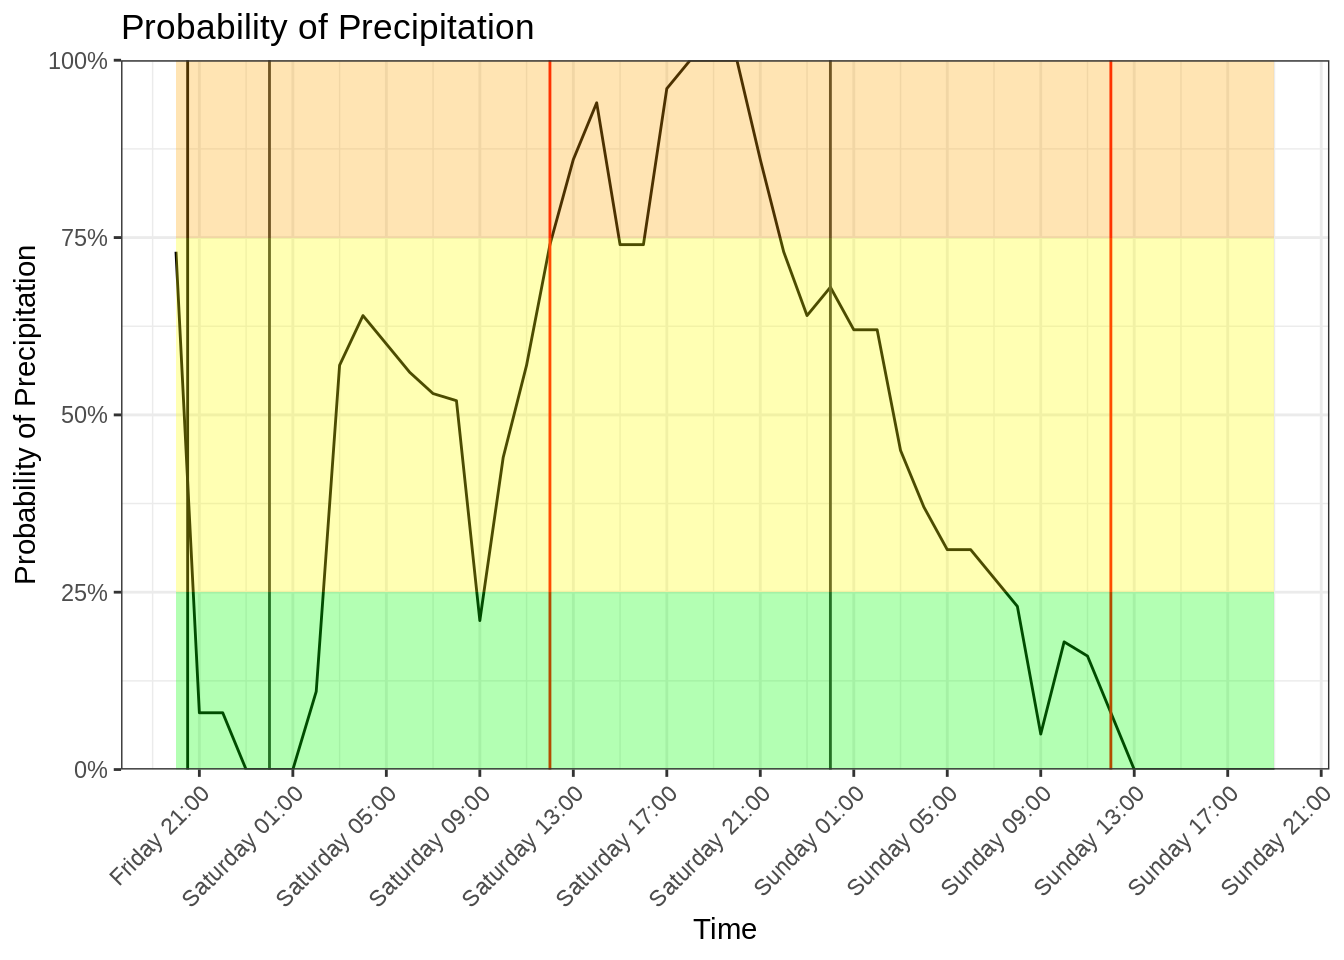 Probability of Precipitation
Probability of Precipitation
100%
75%
50%
25%
0%
Friday 21:00
Saturday 01:00
Saturday 05:00
Saturday 09:00
Saturday 13:00
Saturday 17:00
Saturday 21:00
Sunday 01:00
Sunday 05:00
Sunday 09:00
Sunday 13:00
Sunday 17:00
Sunday 21:00
Time